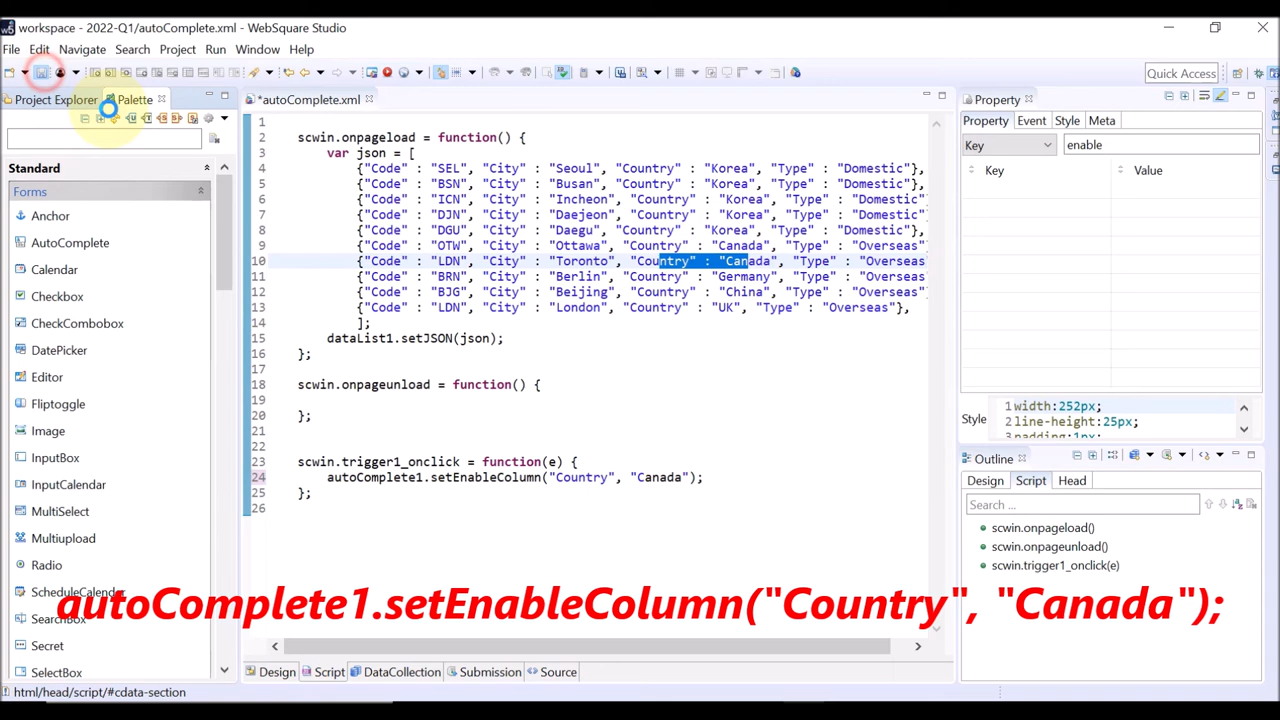 workspace - 2022-Q1/autoComplete.xml - WebSquare Studio
File Edit Navigate Search Project Run Window Help
Quick Access
Project Explorer Palette
*autoComplete.xml
Property
Property Event Style Meta
Key enable
Key Value
Standard
Forms
Anchor
AutoComplete
Calendar
Checkbox
CheckCombobox
DatePicker
Editor
Fliptoggle
Image
InputBox
InputCalendar
MultiSelect
Multiupload
Radio
ScheduleCalendar
SearchBox
Secret
SelectBox
1
2 scwin.onpageload = function() {
3 var json = [
4 {"Code" : "SEL", "City" : "Seoul", "Country" : "Korea", "Type" : "Domestic"},
5 {"Code" : "BSN", "City" : "Busan", "Country" : "Korea", "Type" : "Domestic"},
6 {"Code" : "ICN", "City" : "Incheon", "Country" : "Korea", "Type" : "Domestic"
7 {"Code" : "DJN", "City" : "Daejeon", "Country" : "Korea", "Type" : "Domestic"
8 {"Code" : "DGU", "City" : "Daegu", "Country" : "Korea", "Type" : "Domestic"},
9 {"Code" : "OTW", "City" : "Ottawa", "Country" : "Canada", "Type" : "Overseas"
10 {"Code" : "LDN", "City" : "Toronto", "Country" : "Canada", "Type" : "Overseas
11 {"Code" : "BRN", "City" : "Berlin", "Country" : "Germany", "Type" : "Overseas
12 {"Code" : "BJG", "City" : "Beijing", "Country" : "China", "Type" : "Overseas"
13 {"Code" : "LDN", "City" : "London", "Country" : "UK", "Type" : "Overseas"},
14 ];
15 dataList1.setJSON(json);
16 };
17
18 scwin.onpageunload = function() {
19
20 };
21
22
23 scwin.trigger1_onclick = function(e) {
24 autoComplete1.setEnableColumn("Country", "Canada");
25 };
26
Style
1 width:252px;
2 line-height:25px;
3 padding:1px;
Outline
Design Script Head
Search ...
scwin.onpageload()
scwin.onpageunload()
scwin.trigger1_onclick(e)
autoComplete1.setEnableColumn("Country", "Canada");
Design Script DataCollection Submission Source
html/head/script/#cdata-section